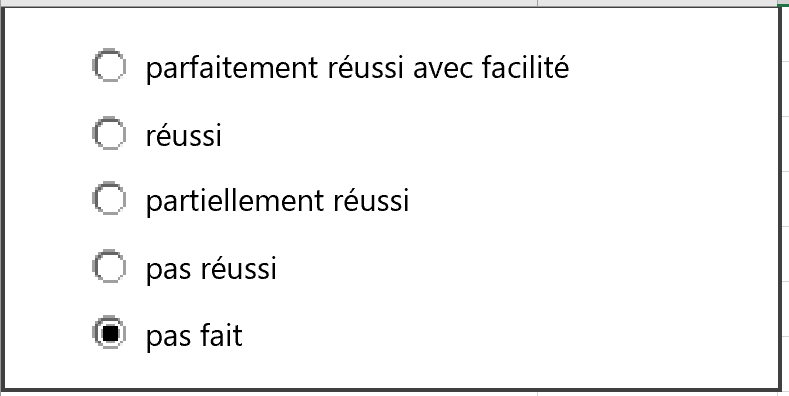 parfaitement réussi avec facilité
réussi
partiellement réussi
pas réussi
pas fait